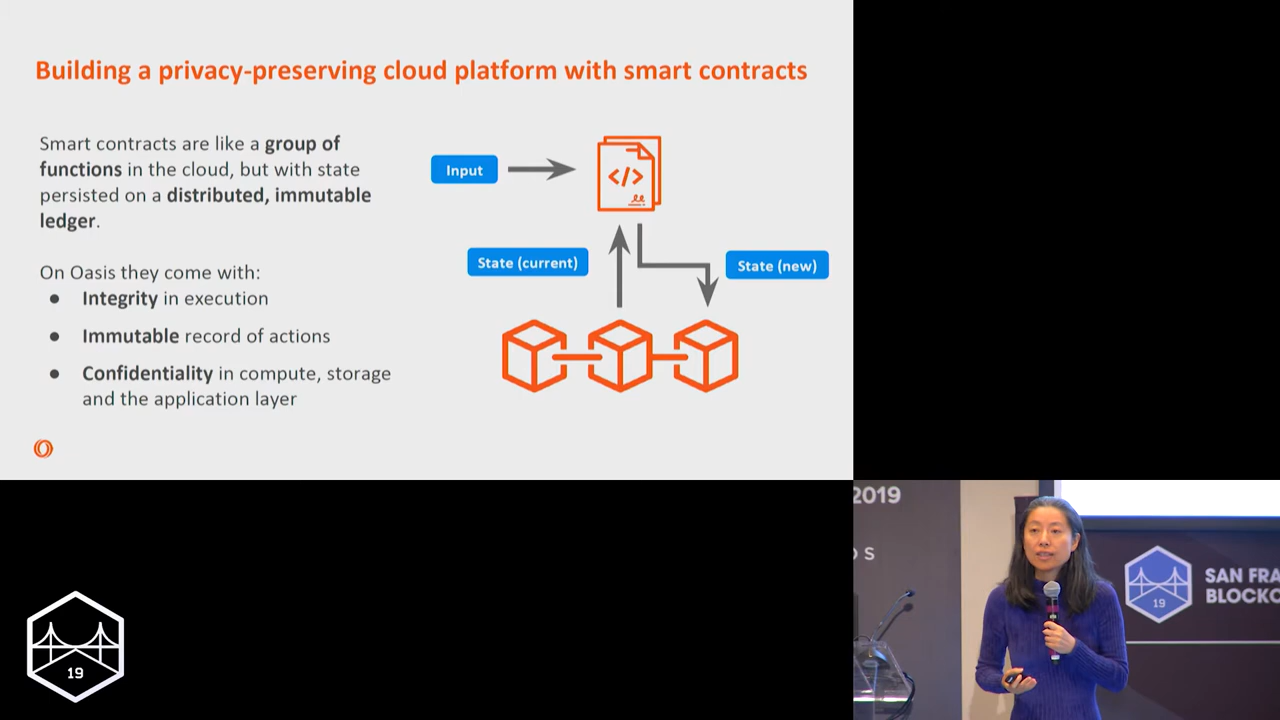 Building a privacy-preserving cloud platform with smart contracts
Smart contracts are like a group of
functions in the cloud, but with state
persisted on a distributed, immutable
ledger.
On Oasis they come with:
● Integrity in execution
● Immutable record of actions
● Confidentiality in compute, storage
and the application layer
Input
</>
State (current)
State (new)
19
2019
O S
19
SAN FRA
BLOCKC